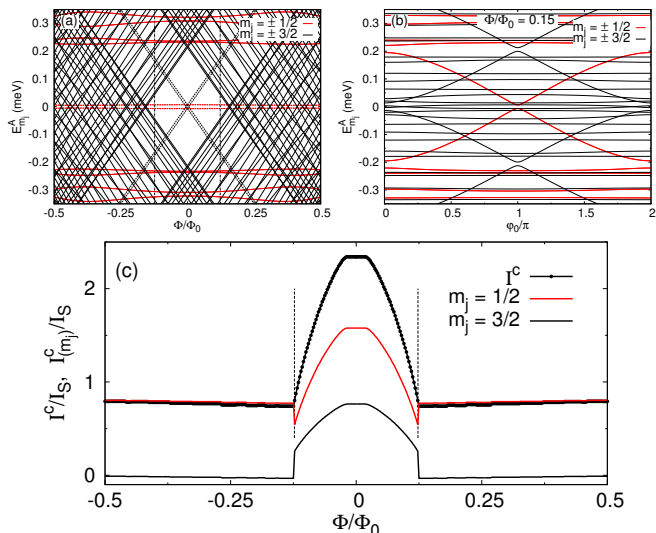 (a)
m_j = ± 1/2
m_j = ± 3/2
E^A_{m_j} (meV)
0.3
0.2
0.1
0
-0.1
-0.2
-0.3
-0.5 -0.25 0 0.25 0.5
Φ/Φ_0
(b)
Φ/Φ_0 = 0.15
m_j = ± 1/2
m_j = ± 3/2
E^A_{m_j} (meV)
0.3
0.2
0.1
0
-0.1
-0.2
-0.3
0 0.5 1 1.5 2
φ_0/π
(c)
I^c
m_j = 1/2
m_j = 3/2
I^c/I_S, I^c_{(m_j)}/I_S
2
1
0
-0.5 -0.25 0 0.25 0.5
Φ/Φ_0